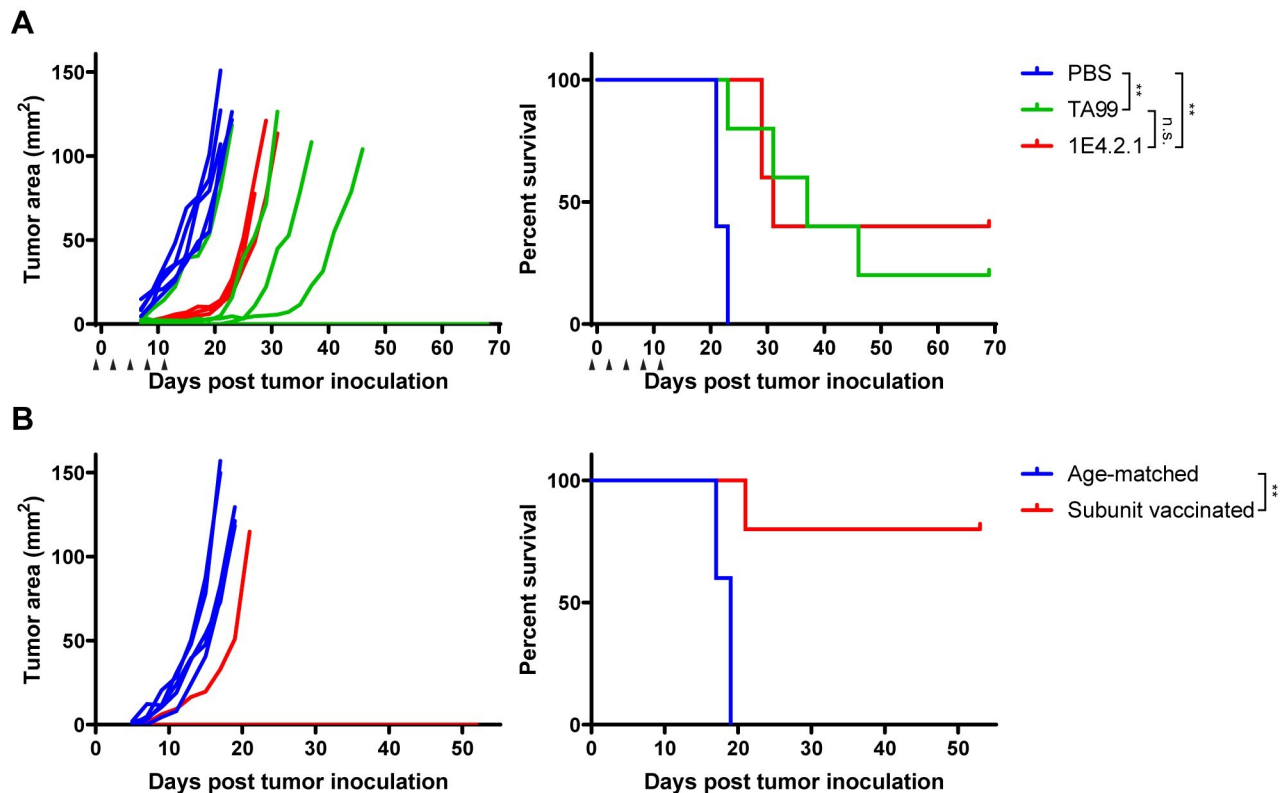 A
Tumor area (mm2)
150
100
50
0
0 10 20 30 40 50 60 70
Days post tumor inoculation
Percent survival
100
50
0
0 10 20 30 40 50 60 70
Days post tumor inoculation
PBS
TA99
1E4.2.1
**
n.s.
**
B
Tumor area (mm2)
150
100
50
0
0 10 20 30 40 50
Days post tumor inoculation
Percent survival
100
50
0
0 10 20 30 40 50
Days post tumor inoculation
Age-matched
Subunit vaccinated
**